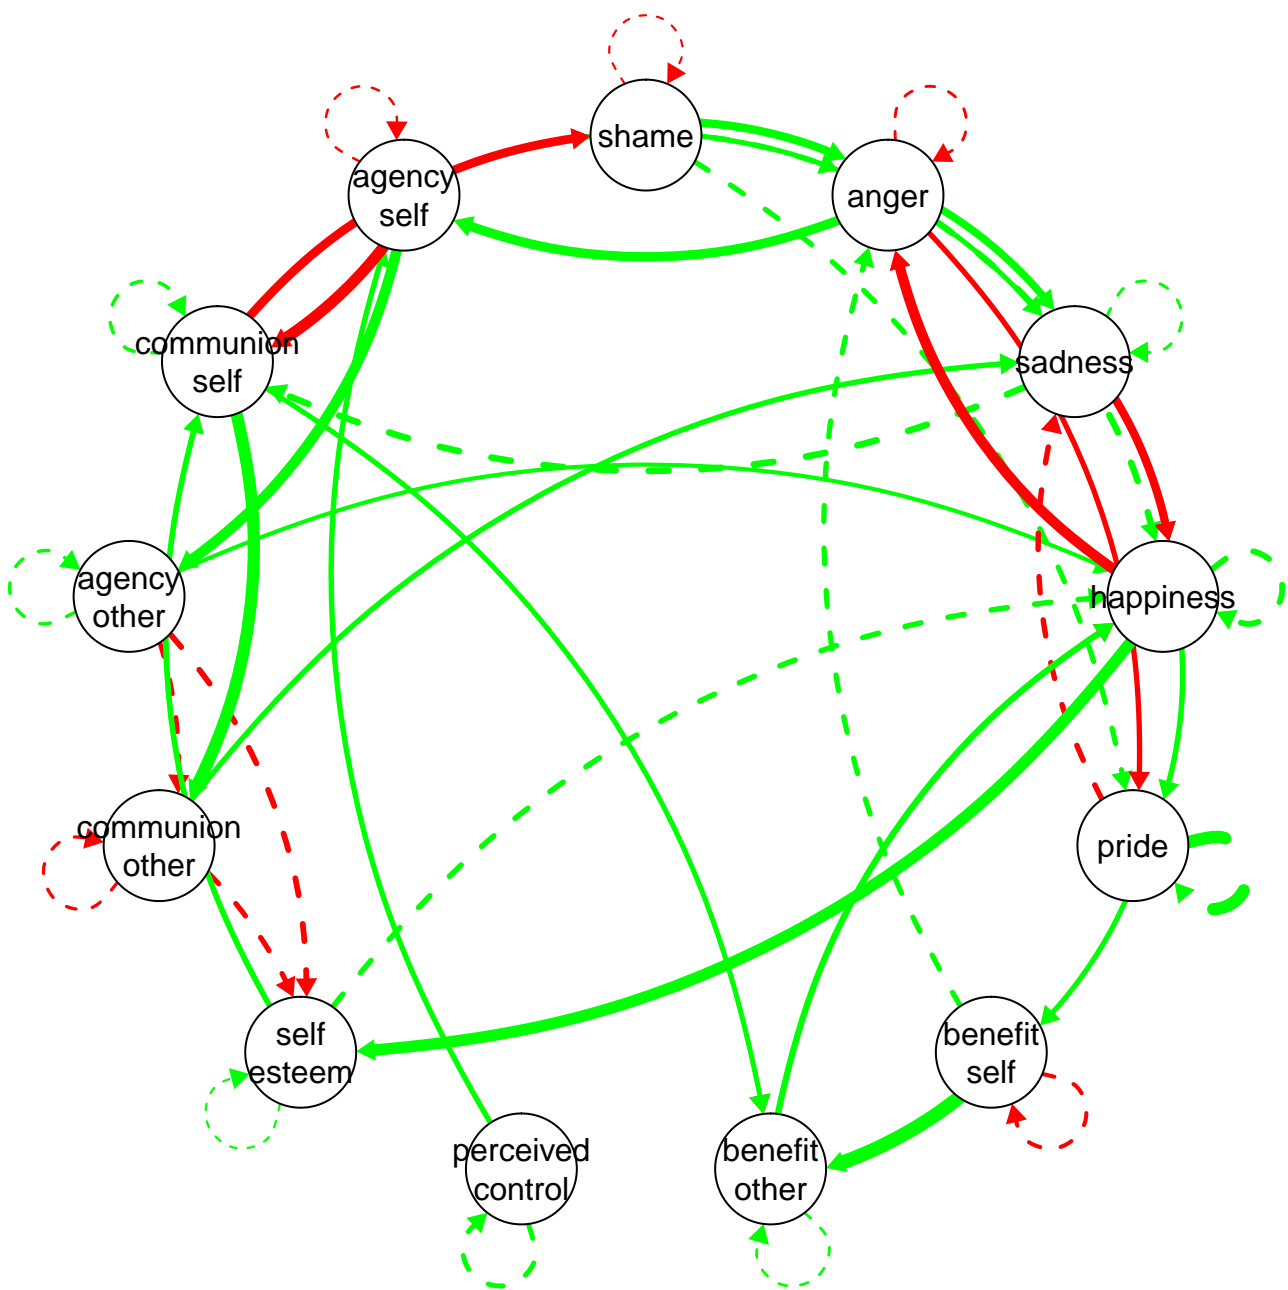 shame
agency
self
anger
communion
self
sadness
agency
other
happiness
communion
other
pride
self
esteem
benefit
self
perceived
control
benefit
other